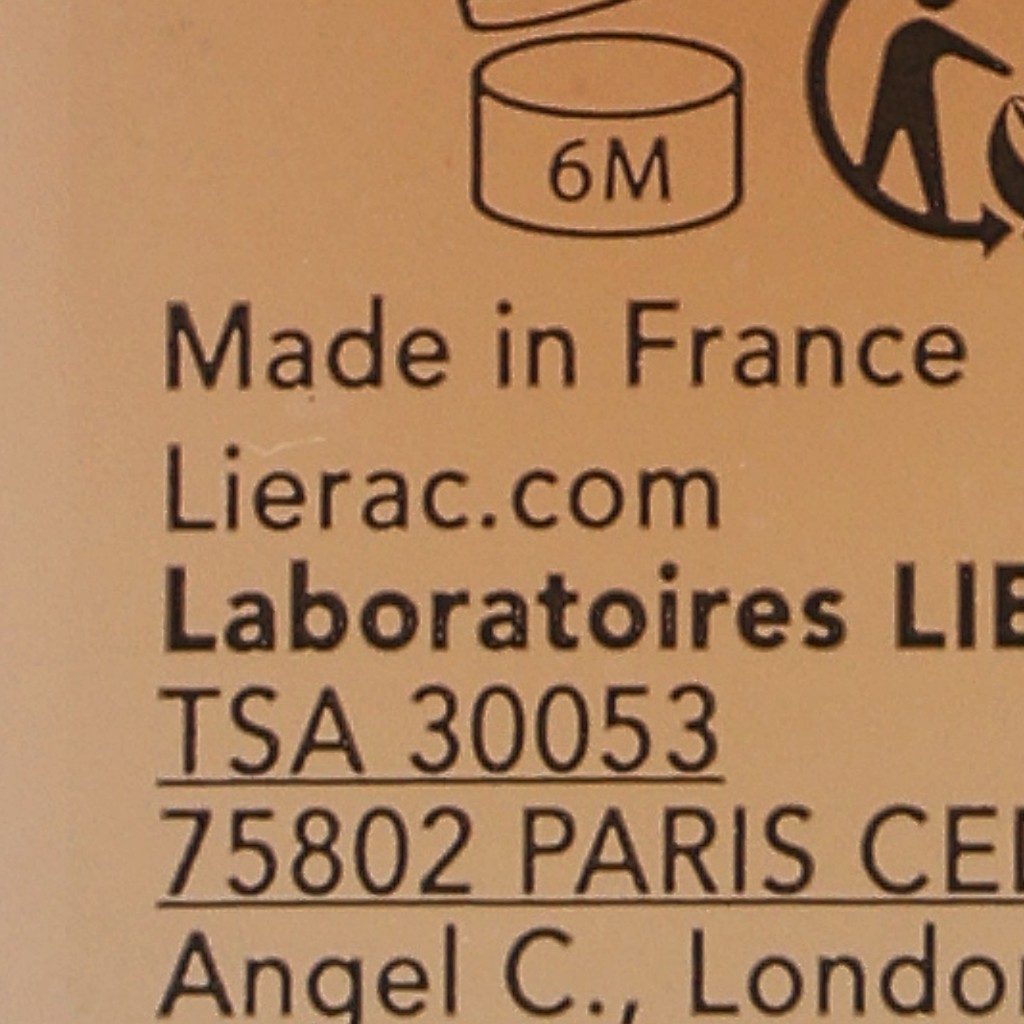 6M
Made in France
Lierac.com
Laboratoires
TSA 30053
75802 PARIS
Angel C.,